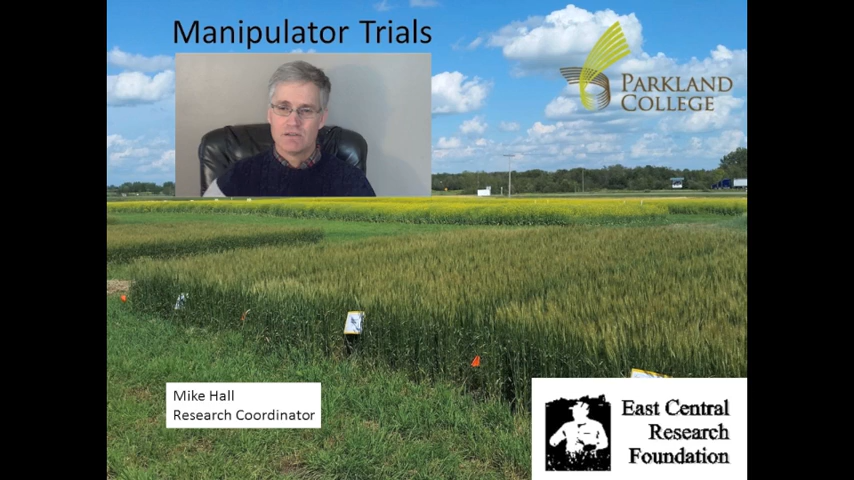 Manipulator Trials
PARKLAND
COLLEGE
Mike Hall
Research Coordinator
East Central
Research
Foundation